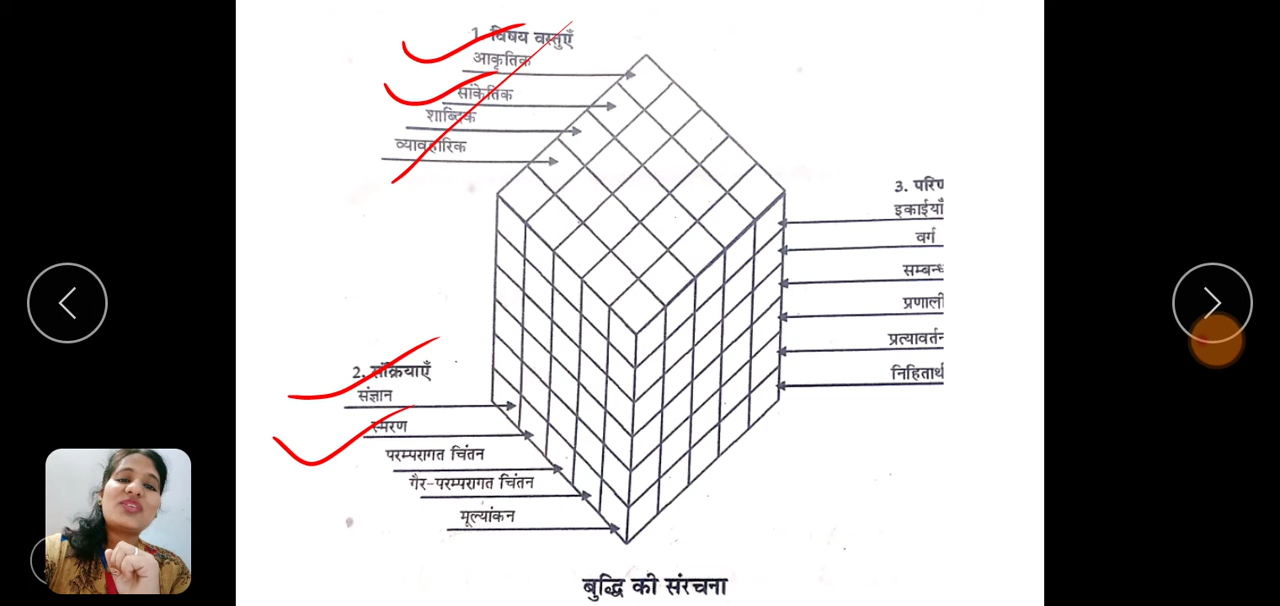 1. विषय वस्तुएँ
आकृतिक
सांकेतिक
शाब्दिक
व्यावहारिक
3. परिण
इकाईयाँ
वर्ग
सम्बन्ध
प्रणाली
प्रत्यावर्तन
निहितार्थ
2. संक्रियाएँ
संज्ञान
स्मरण
परम्परागत चिंतन
गैर-परम्परागत चिंतन
मूल्यांकन
बुद्धि की संरचना